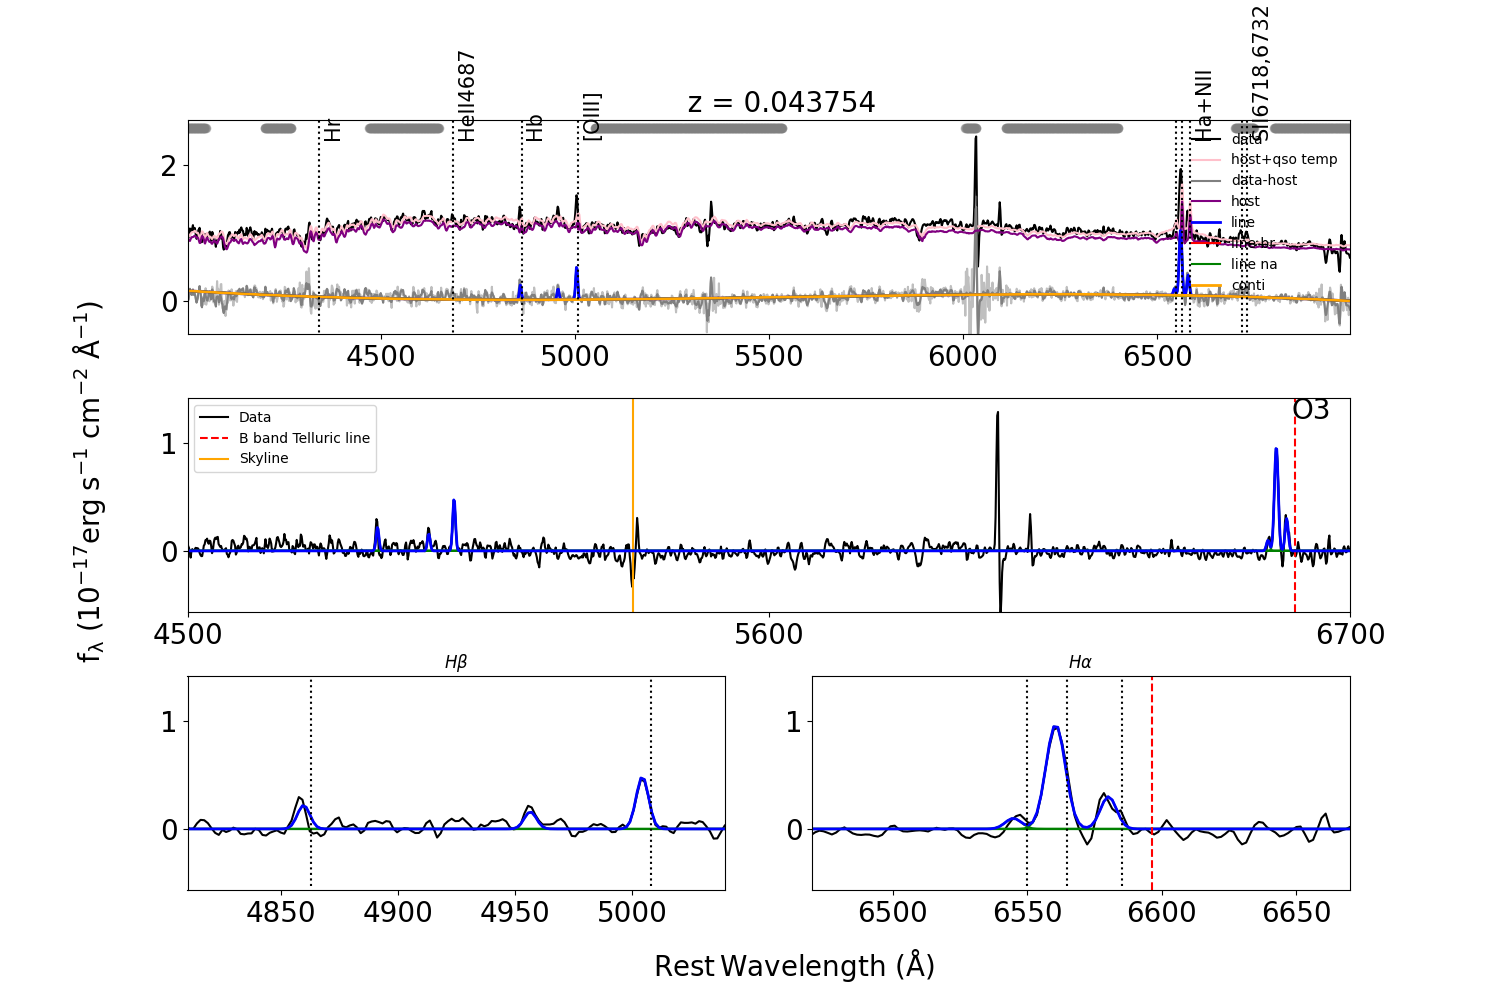 z = 0.043754
Hr
HeII4687
Hb
[OIII]
Ha+NII
SII6718,6732
data
host+qso temp
data-host
host
line
line br
line na
conti
2
0
4500 5000 5500 6000 6500
fλ (10−17erg s−1 cm−2 Å−1)
Data
B band Telluric line
Skyline
O3
1
0
4500 5600 6700
Hβ
1
0
4850 4900 4950 5000
Hα
1
0
6500 6550 6600 6650
Rest Wavelength (Å)